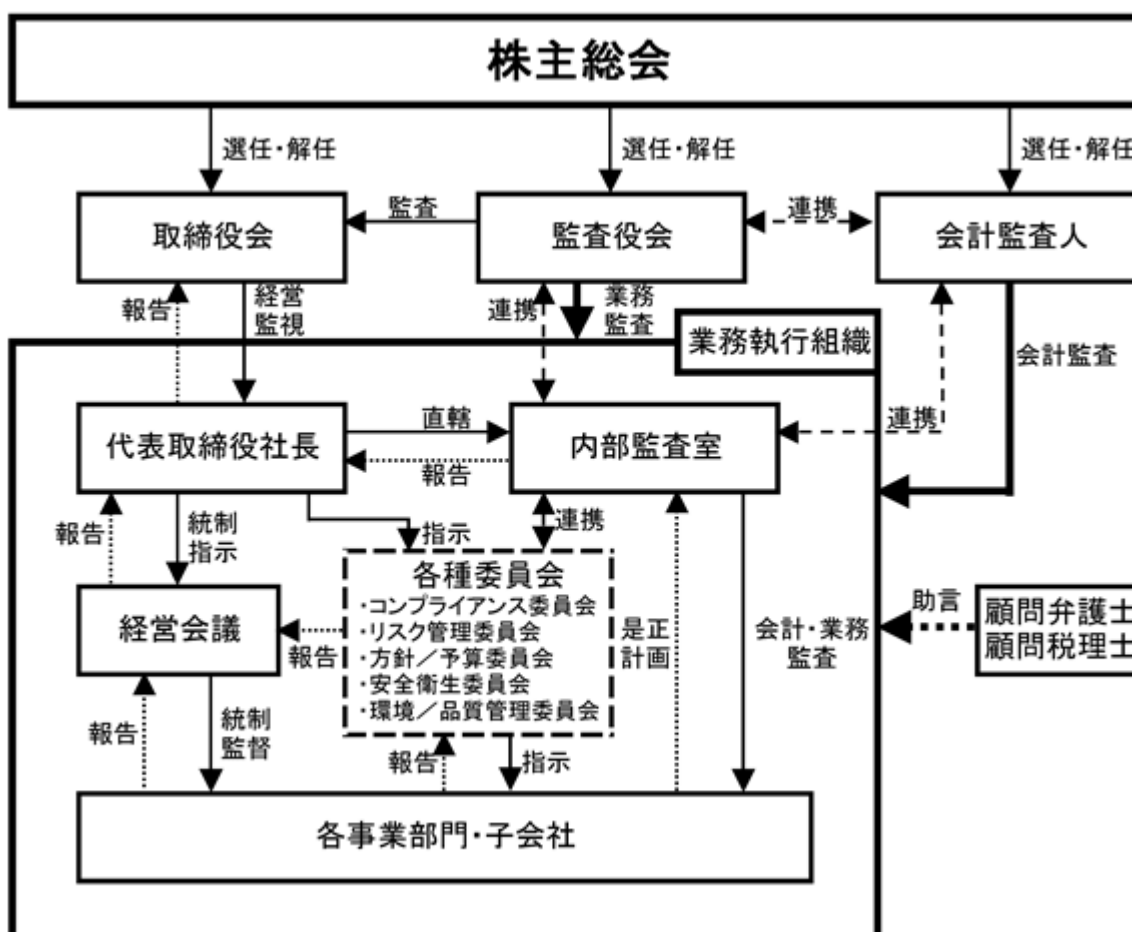 株主総会
選任・解任
選任・解任
選任・解任
取締役会
監査
監査役会
連携
会計監査人
報告
経営
監視
連携
業務
監査
業務執行組織
会計監査
代表取締役社長
直轄
報告
内部監査室
連携
報告
統制
指示
指示
連携
経営会議
報告
各種委員会
・コンプライアンス委員会
・リスク管理委員会
・方針／予算委員会
・安全衛生委員会
・環境／品質管理委員会
是正
計画
会計・業務
監査
助言
顧問弁護士
顧問税理士
報告
統制
監督
報告
指示
各事業部門・子会社